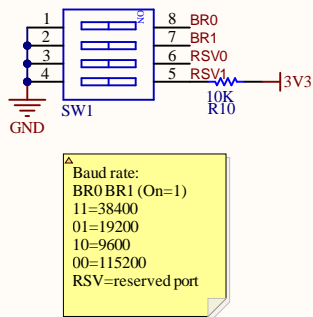 ON
1 8 BR0
2 7 BR1
3 6 RSV0
4 5 RSV1
3V3
10K
R10
SW1
GND
Baud rate:
BR0 BR1 (On=1)
11=38400
01=19200
10=9600
00=115200
RSV=reserved port